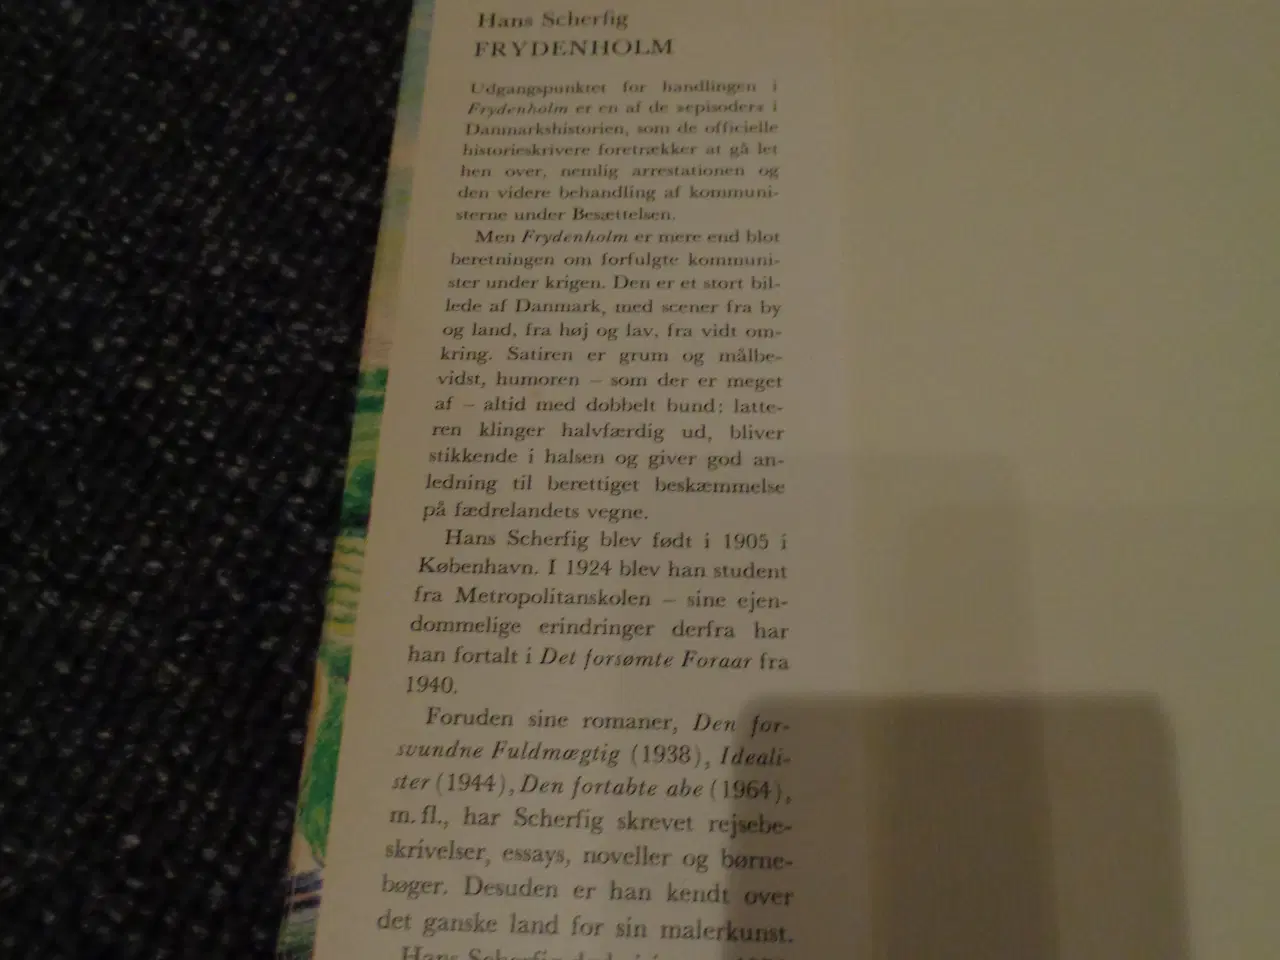 Hans Scherfig
FRYDENHOLM
Udgangspunktet for handlingen i
Frydenholm er en af de »episoder« i
Danmarkshistorien, som de officielle
historieskrivere foretrækker at gå let
hen over, nemlig arrestationen og
den videre behandling af kommuni-
sterne under Besættelsen.
Men Frydenholm er mere end blot
beretningen om forfulgte kommuni-
ster under krigen. Den er et stort bil-
lede af Danmark, med scener fra by
og land, fra høj og lav, fra vidt om-
kring. Satiren er grum og målbe-
vidst, humoren – som der er meget
af – altid med dobbelt bund: latte-
ren klinger halvfærdig ud, bliver
stikkende i halsen og giver god an-
ledning til berettiget beskæmmelse
på fædrelandets vegne.
Hans Scherfig blev født i 1905 i
København. I 1924 blev han student
fra Metropolitanskolen – sine ejen-
dommelige erindringer derfra har
han fortalt i Det forsømte Foraar fra
1940.
Foruden sine romaner, Den for-
svundne Fuldmægtig (1938), Ideali-
ster (1944), Den fortabte abe (1964),
m.fl., har Scherfig skrevet rejsebe-
skrivelser, essays, noveller og børne-
bøger. Desuden er han kendt over
det ganske land for sin malerkunst.
Hans Scherfig